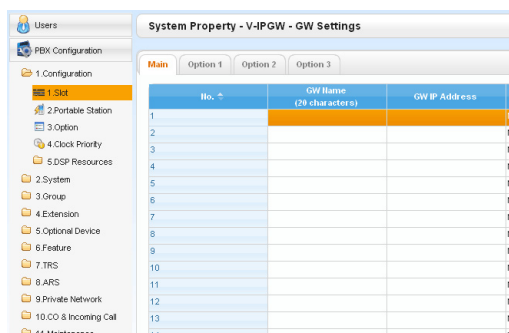 Users
PBX Configuration
1.Configuration
1.Slot
2.Portable Station
3.Option
4.Clock Priority
5.DSP Resources
2.System
3.Group
4.Extension
5.Optional Device
6.Feature
7.TRS
8.ARS
9.Private Network
10.CO & Incoming Call
11.Maintenance
System Property - V-IPGW - GW Settings
Main Option 1 Option 2 Option 3
No. GW Name GW IP Address
(20 characters)
1
2
3
4
5
6
7
8
9
10
11
12
13
14